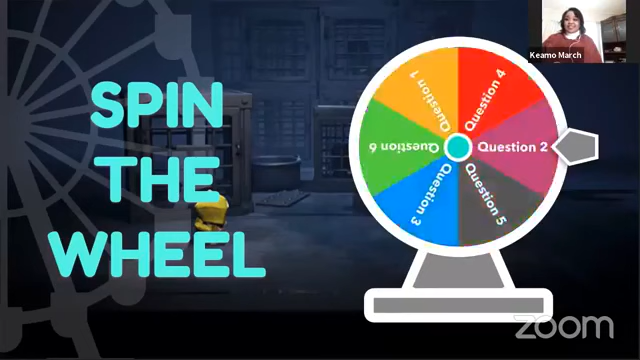 Keamo March
SPIN
THE
WHEEL
Question 1
Question 4
Question 6
Question 2
Question 3
Question 5
zoom